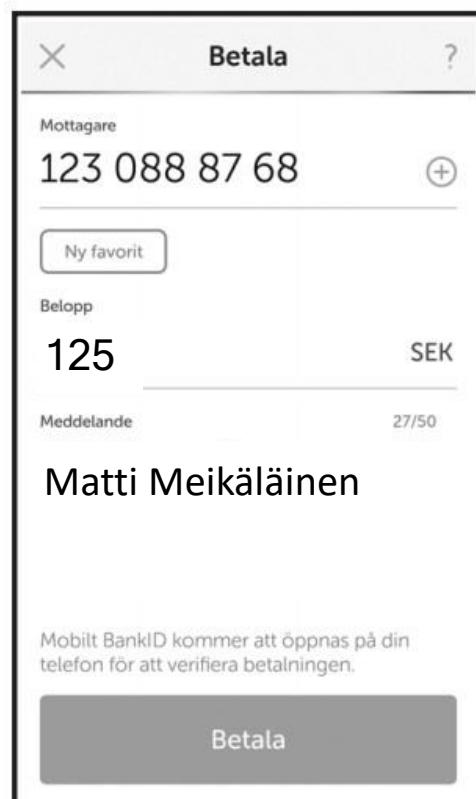 Betala ?
Mottagare
123 088 87 68
Ny favorit
Belopp
125 SEK
Meddelande 27/50
Matti Meikäläinen
Mobilt BankID kommer att öppnas på din
telefon för att verifiera betalningen.
Betala